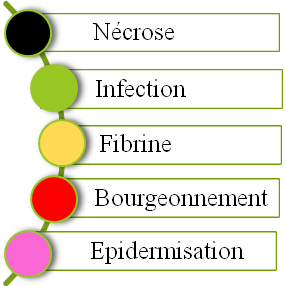 Nécrose
Infection
Fibrine
Bourgeonnement
Epidermisation